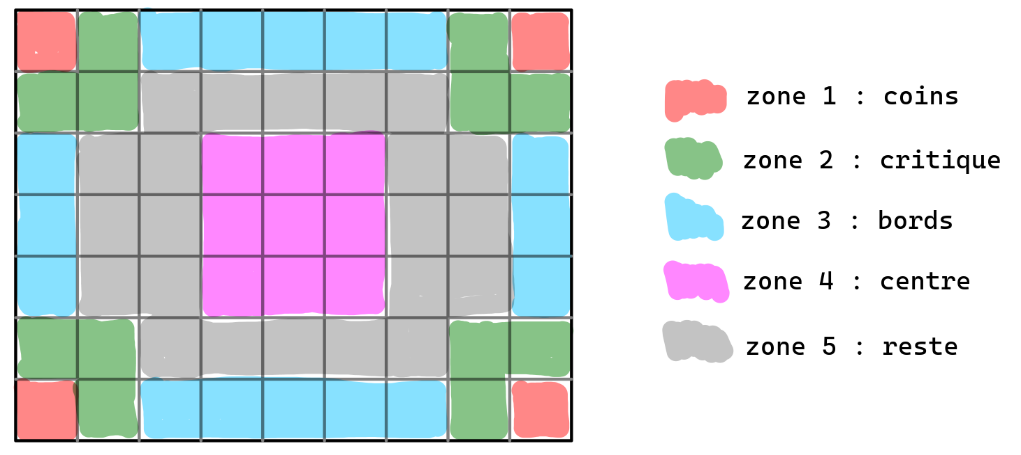 zone 1 : coins
zone 2 : critique
zone 3 : bords
zone 4 : centre
zone 5 : reste